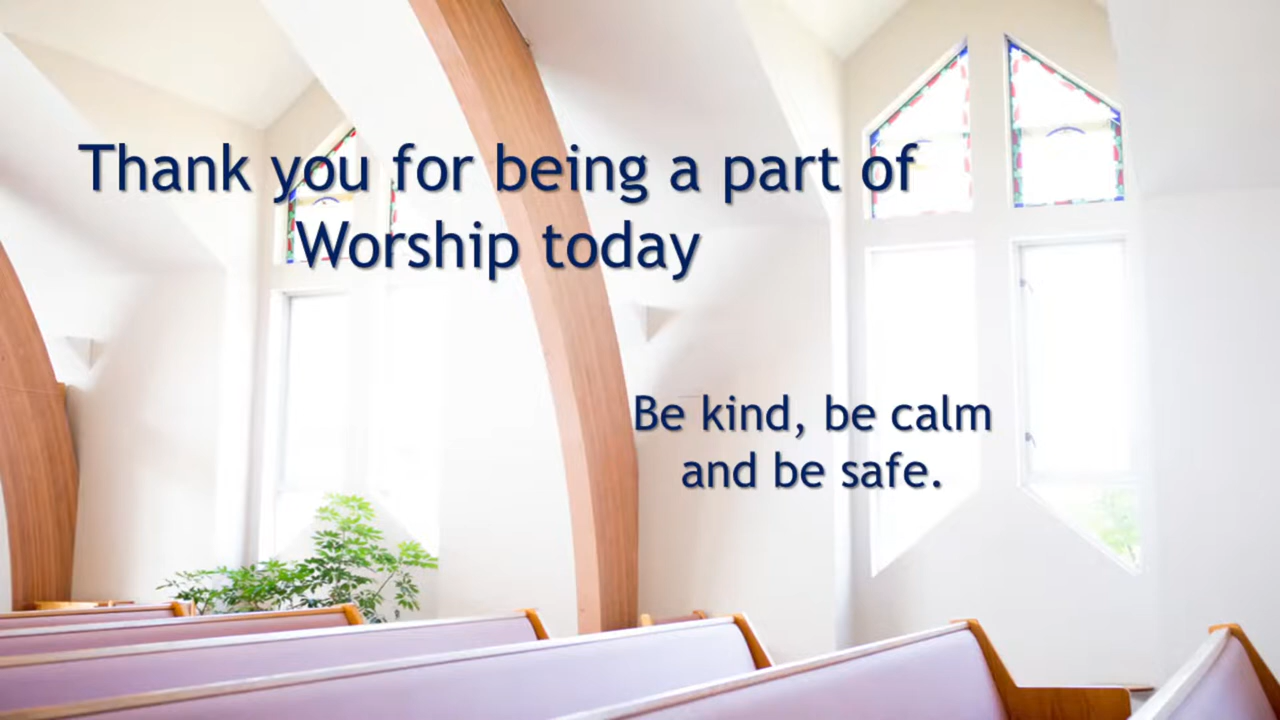 Thank you for being a part of
Worship today
Be kind, be calm
and be safe.